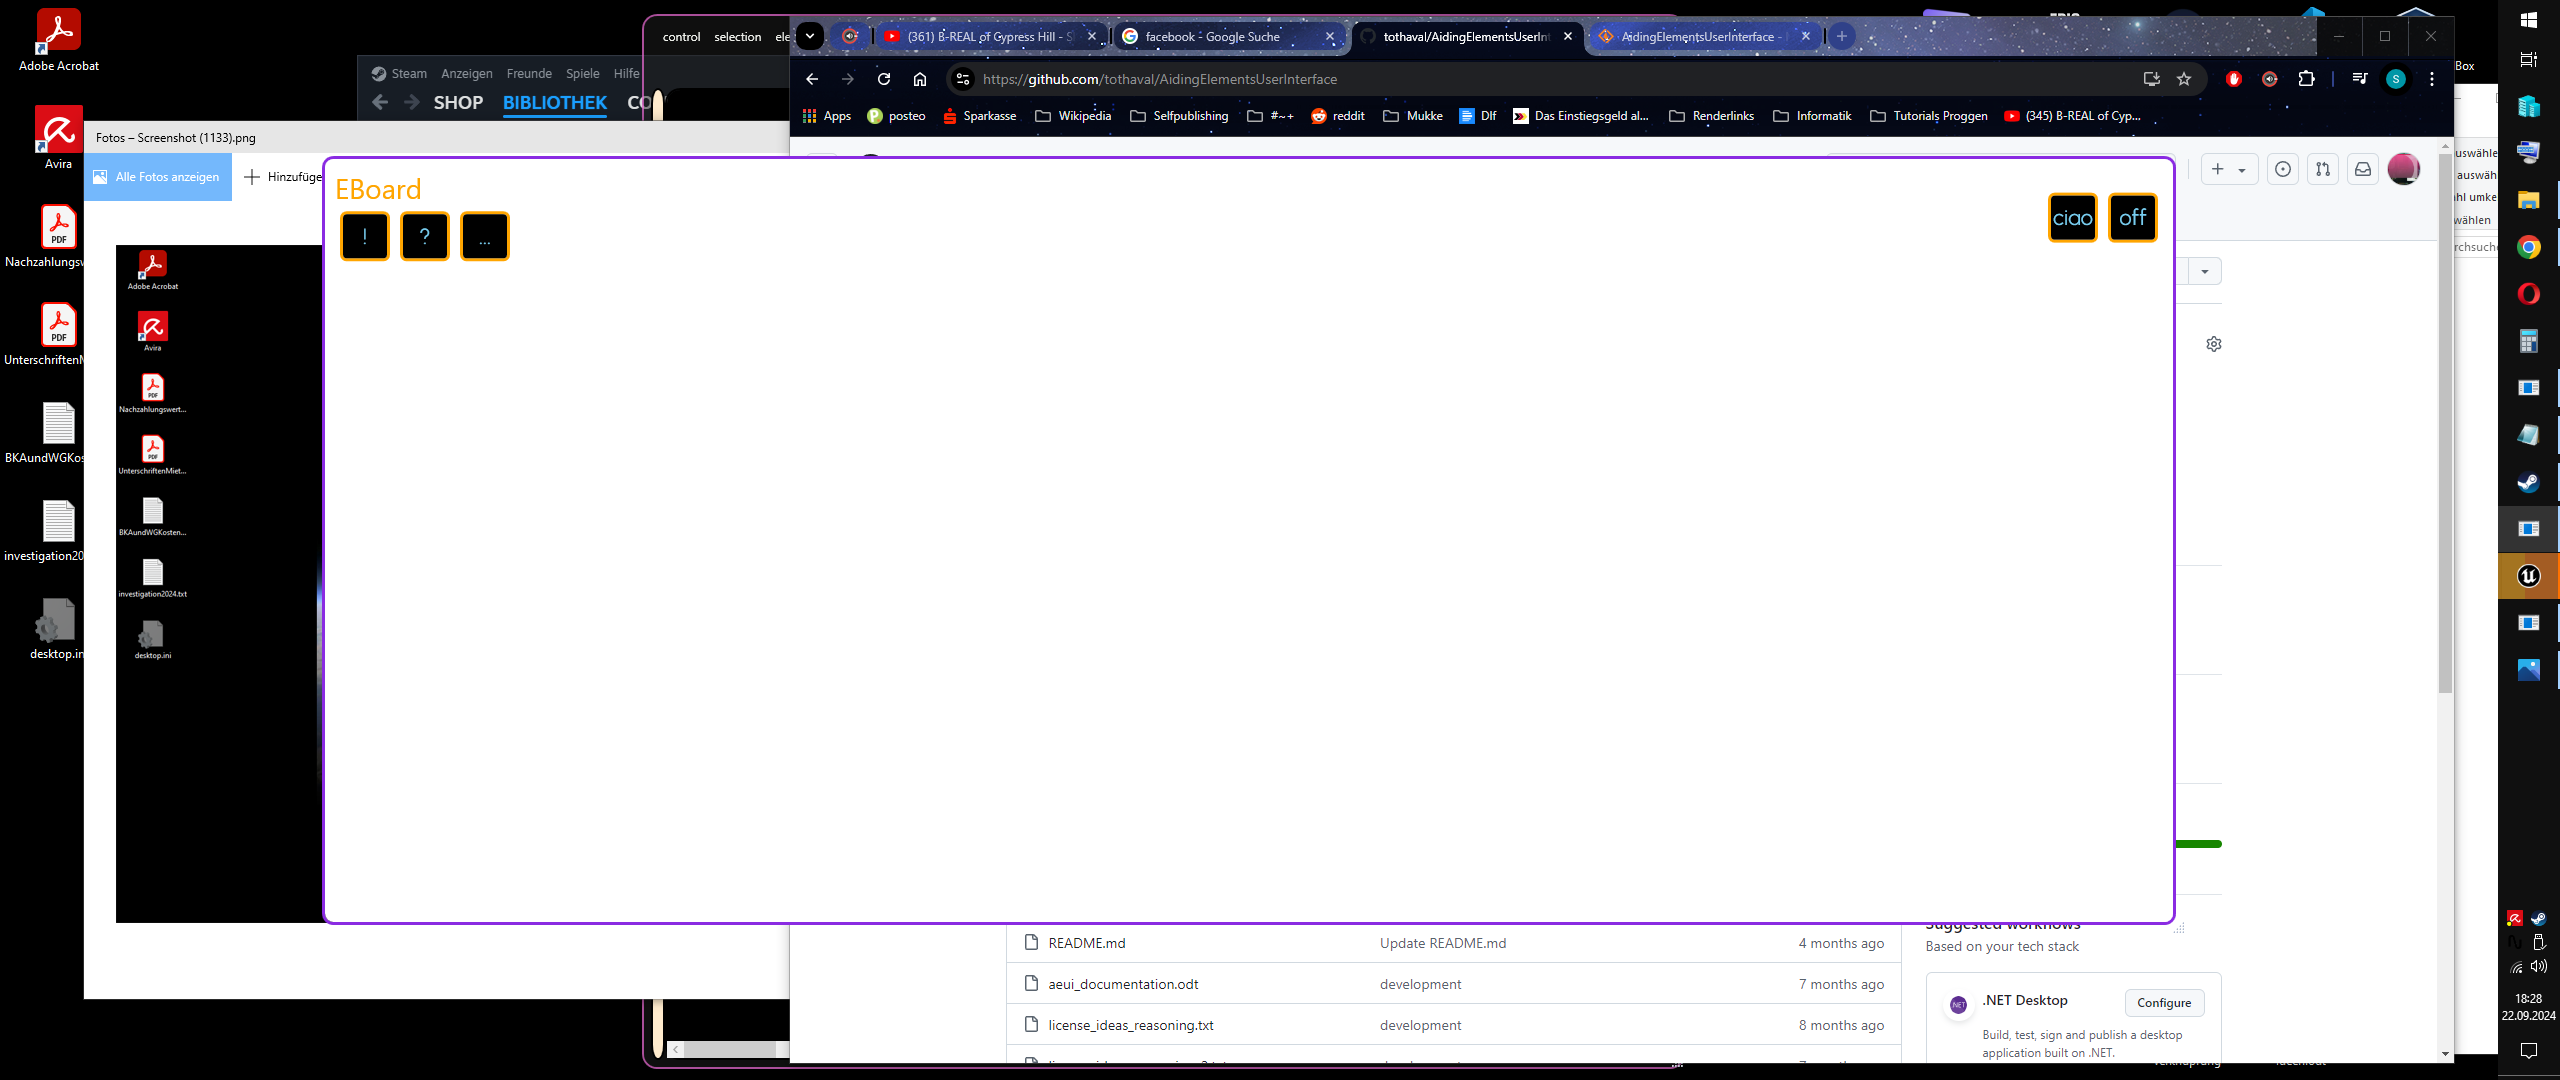 Adobe Acrobat
Avira
Nachzahlungsw
UnterschriftenM
BKAundWGKos
investigation20
desktop.in
Steam Anzeigen Freunde Spiele Hilfe
SHOP BIBLIOTHEK CO
Fotos – Screenshot (1133).png
Alle Fotos anzeigen
Hinzufüge
Adobe Acrobat
Avira
Nachzahlungswert...
UnterschriftenMiet...
BKAundWGKosten...
investigation2024.txt
desktop.ini
control selection ele
(361) B-REAL of Cypress Hill - S
facebook - Google Suche
tothaval/AidingElementsUserInt
AidingElementsUserInterface -
https://github.com/tothaval/AidingElementsUserInterface
S
Apps posteo Sparkasse Wikipedia Selfpublishing #~+ reddit Mukke Dlf Das Einstiegsgeld al... Renderlinks Informatik Tutorials Proggen (345) B-REAL of Cyp...
EBoard
! ? ...
ciao off
README.md Update README.md 4 months ago
aeui_documentation.odt development 7 months ago
license_ideas_reasoning.txt development 8 months ago
Suggested workflows
Based on your tech stack
.NET Desktop
Configure
Build, test, sign and publish a desktop
application built on .NET.
Box
uswähle
auswäh
hl umke
wählen
rchsuche
18:28
22.09.2024